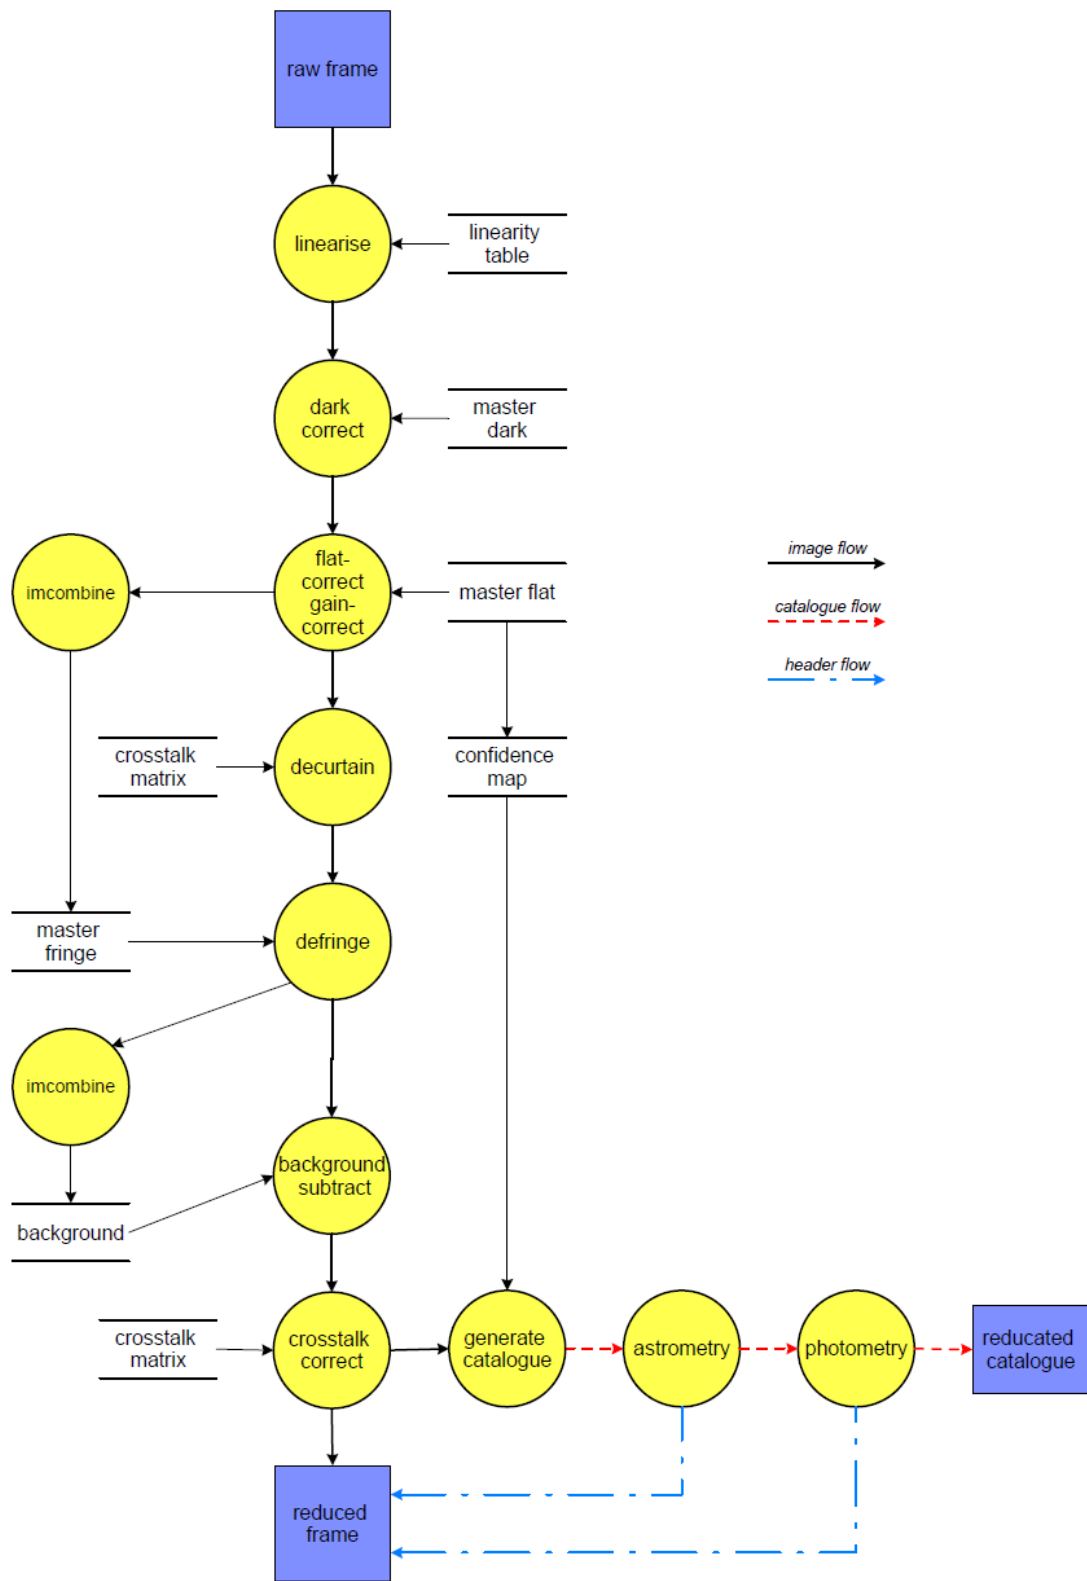 raw frame
linearise
linearity
table
dark
correct
master
dark
imcombine
flat-
correct
gain-
correct
master flat
image flow
catalogue flow
header flow
crosstalk
matrix
decurtain
confidence
map
master
fringe
defringe
imcombine
background
subtract
background
crosstalk
matrix
crosstalk
correct
generate
catalogue
astrometry
photometry
reducated
catalogue
reduced
frame